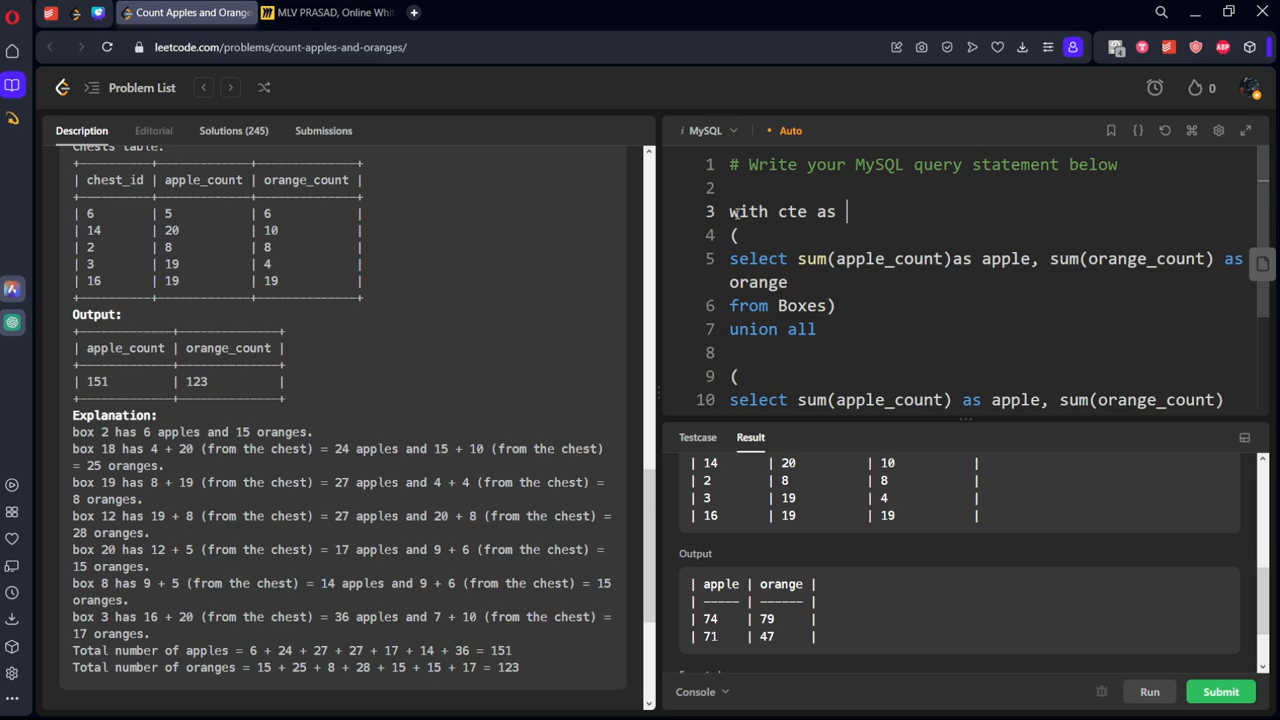 Count Apples and Orange
MLV PRASAD, Online Whit
leetcode.com/problems/count-apples-and-oranges/
Problem List
0
Description
Editorial
Solutions (245)
Submissions
Chests table:
+----------+-------------+--------------+
| chest_id | apple_count | orange_count |
+----------+-------------+--------------+
| 6 | 5 | 6 |
| 14 | 20 | 10 |
| 2 | 8 | 8 |
| 3 | 19 | 4 |
| 16 | 19 | 19 |
+----------+-------------+--------------+
Output:
+-------------+--------------+
| apple_count | orange_count |
+-------------+--------------+
| 151 | 123 |
+-------------+--------------+
Explanation:
box 2 has 6 apples and 15 oranges.
box 18 has 4 + 20 (from the chest) = 24 apples and 15 + 10 (from the chest)
= 25 oranges.
box 19 has 8 + 19 (from the chest) = 27 apples and 4 + 4 (from the chest) =
8 oranges.
box 12 has 19 + 8 (from the chest) = 27 apples and 20 + 8 (from the chest) =
28 oranges.
box 20 has 12 + 5 (from the chest) = 17 apples and 9 + 6 (from the chest) =
15 oranges.
box 8 has 9 + 5 (from the chest) = 14 apples and 9 + 6 (from the chest) = 15
oranges.
box 3 has 16 + 20 (from the chest) = 36 apples and 7 + 10 (from the chest) =
17 oranges.
Total number of apples = 6 + 24 + 27 + 27 + 17 + 14 + 36 = 151
Total number of oranges = 15 + 25 + 8 + 28 + 15 + 15 + 17 = 123
i MySQL
• Auto
1 # Write your MySQL query statement below
2
3 with cte as
4 (
5 select sum(apple_count)as apple, sum(orange_count) as
orange
6 from Boxes)
7 union all
8
9 (
10 select sum(apple_count) as apple, sum(orange_count)
Testcase
Result
| 14 | 20 | 10 |
| 2 | 8 | 8 |
| 3 | 19 | 4 |
| 16 | 19 | 19 |
Output
| apple | orange |
| ----- | ------ |
| 74 | 79 |
| 71 | 47 |
Console
Run
Submit